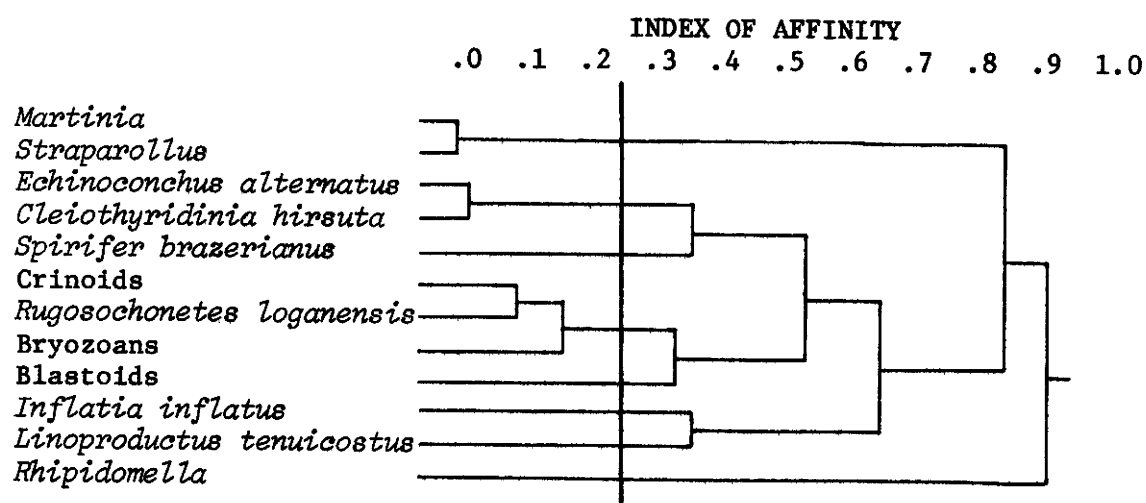 INDEX OF AFFINITY
.0 .1 .2 .3 .4 .5 .6 .7 .8 .9 1.0
Martinia
Straparollus
Echinoconchus alternatus
Cleiothyridinia hirsuta
Spirifer brazerianus
Crinoids
Rugosochonetes loganensis
Bryozoans
Blastoids
Inflatia inflatus
Linoproductus tenuicostus
Rhipidomella